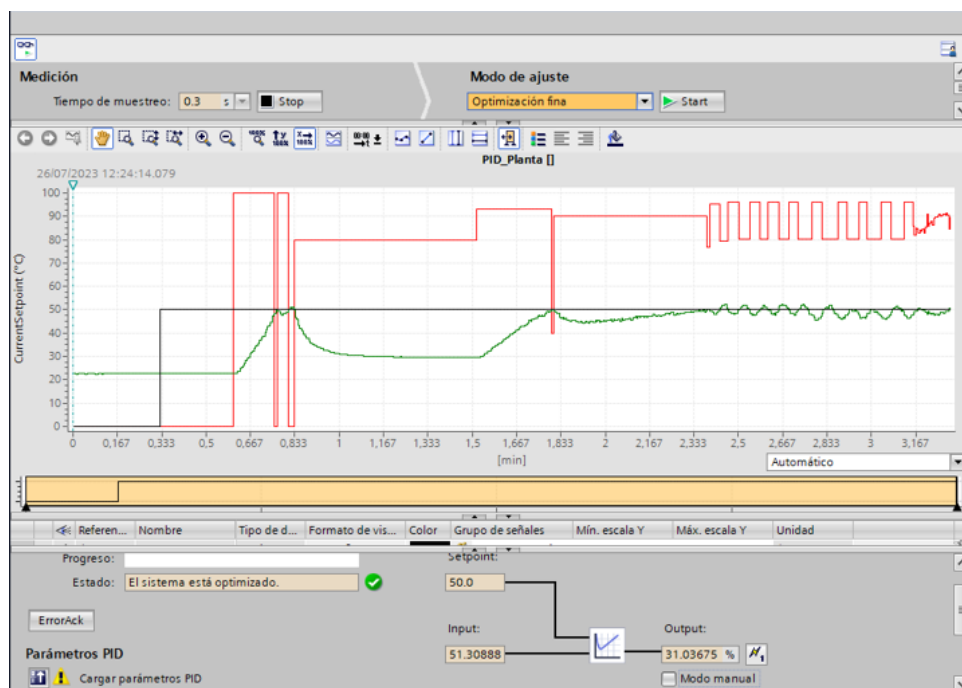 Medición
Modo de ajuste
Tiempo de muestreo: 0.3 s Stop
Optimización fina Start
PID_Planta []
26/07/2023 12:24:14.079
CurrentSetpoint (°C)
100
90
80
70
60
50
40
30
20
10
0
0 0,167 0,333 0,5 0,667 0,833 1 1,167 1,333 1,5 1,667 1,833 2 2,167 2,333 2,5 2,667 2,833 3 3,167
[min]
Automático
Referen... Nombre Tipo de d... Formato de vis... Color Grupo de señales Mín. escala Y Máx. escala Y Unidad
Progreso:
Setpoint:
Estado: El sistema está optimizado.
50.0
ErrorAck
Input:
Output:
Parámetros PID
51.30888
31.03675 %
Cargar parámetros PID
Modo manual